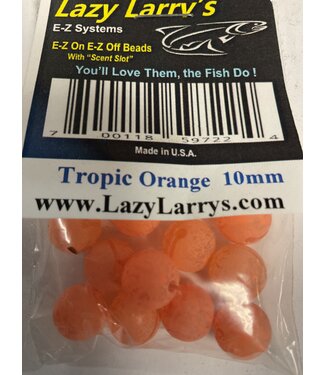 Lazy Larry's
E-Z Systems
E-Z On E-Z Off Beads
With "Scent Slot"
You'll Love Them, the Fish Do !
7 00118 59722 4
Made in U.S.A.
Tropic Orange 10mm
www.LazyLarrys.com